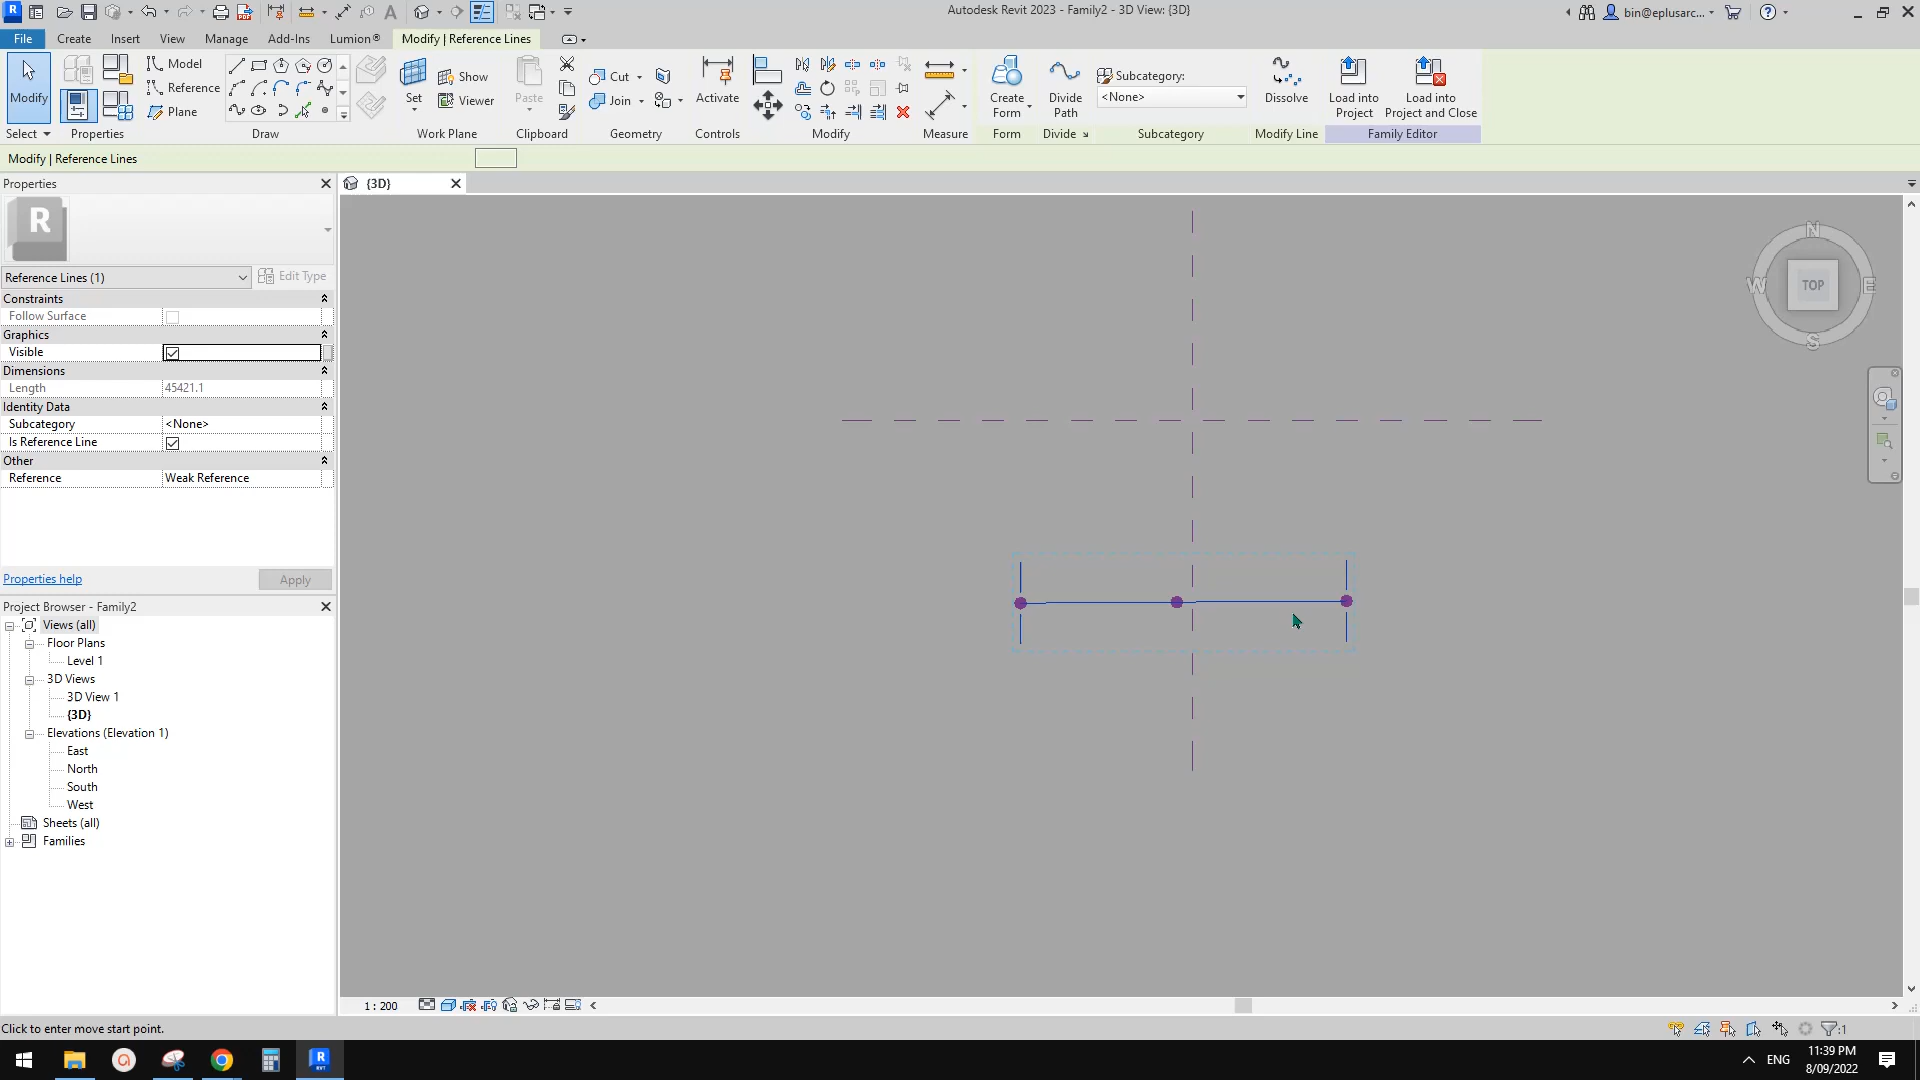 Autodesk Revit 2023 - Family2 - 3D View: {3D}
bin@eplusarc...
File
Create
Insert
View
Manage
Add-Ins
Lumion®
Modify | Reference Lines
Modify
Model
Reference
Plane
Set
Show
Viewer
Paste
Cut
Join
Activate
Create Form
Divide Path
Subcategory:
<None>
Dissolve
Load into Project
Load into Project and Close
Select
Properties
Draw
Work Plane
Clipboard
Geometry
Controls
Modify
Measure
Form
Divide
Subcategory
Modify Line
Family Editor
Modify | Reference Lines
Properties
{3D}
R
Reference Lines (1)
Edit Type
Constraints
Follow Surface
Graphics
Visible
Dimensions
Length 45421.1
Identity Data
Subcategory <None>
Is Reference Line
Other
Reference Weak Reference
Properties help
Apply
Project Browser - Family2
Views (all)
Floor Plans
Level 1
3D Views
3D View 1
{3D}
Elevations (Elevation 1)
East
North
South
West
Sheets (all)
Families
N
W
TOP
E
S
1 : 200
Click to enter move start point.
:1
ENG
11:39 PM
8/09/2022